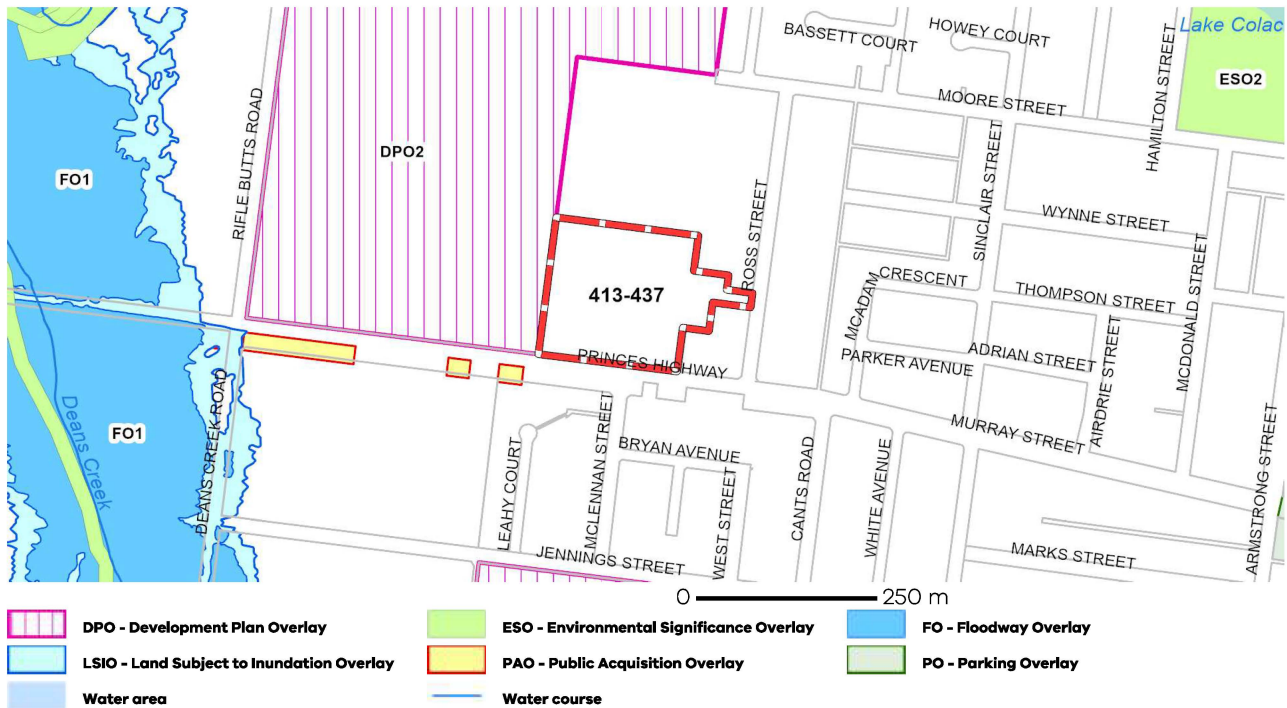 HOWEY COURT
BASSETT COURT
Lake Colac
ESO2
MOORE STREET
HAMILTON STREET
RIFLE BUTTS ROAD
DPO2
FO1
SINCLAIR STREET
ROSS STREET
WYNNE STREET
MCDONALD STREET
CRESCENT
MCADAM
THOMPSON STREET
413-437
ADRIAN STREET
AIRDRIE STREET
PARKER AVENUE
PRINCES HIGHWAY
MURRAY STREET
DEANS CREEK ROAD
Deans Creek
FO1
LEAHY COURT
MCLENNAN STREET
BRYAN AVENUE
WEST STREET
CANTS ROAD
WHITE AVENUE
ARMSTRONG STREET
JENNINGS STREET
MARKS STREET
0 250 m
DPO - Development Plan Overlay
ESO - Environmental Significance Overlay
FO - Floodway Overlay
LSIO - Land Subject to Inundation Overlay
PAO - Public Acquisition Overlay
PO - Parking Overlay
Water area
Water course